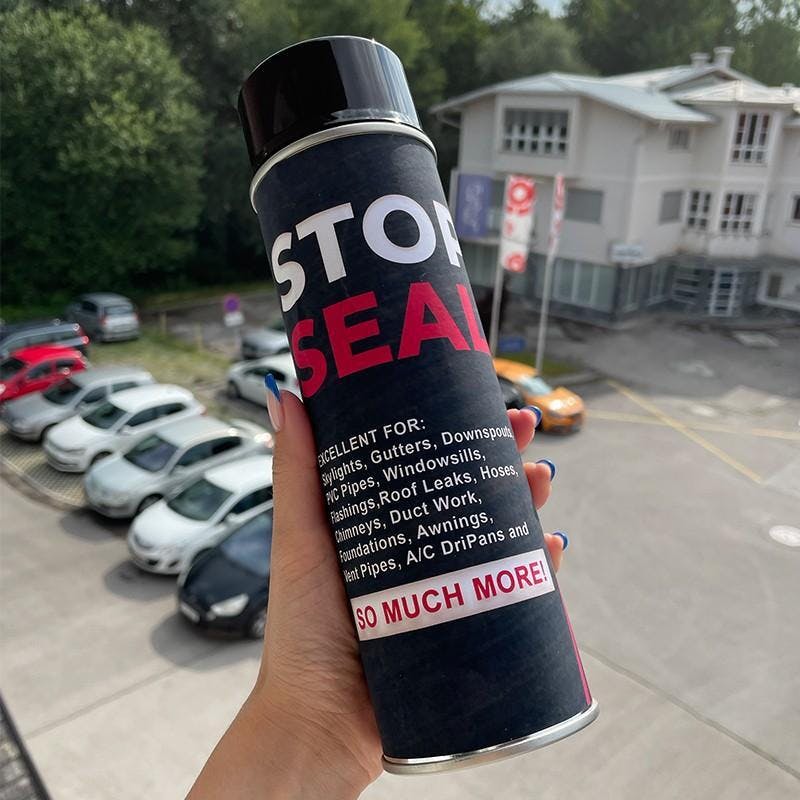 STOP
SEAL
EXCELLENT FOR:
Skylights, Gutters, Downspouts,
PVC Pipes, Windowsills,
Flashings,Roof Leaks, Hoses,
Chimneys, Duct Work,
Foundations, Awnings,
Vent Pipes, A/C DriPans and
SO MUCH MORE!